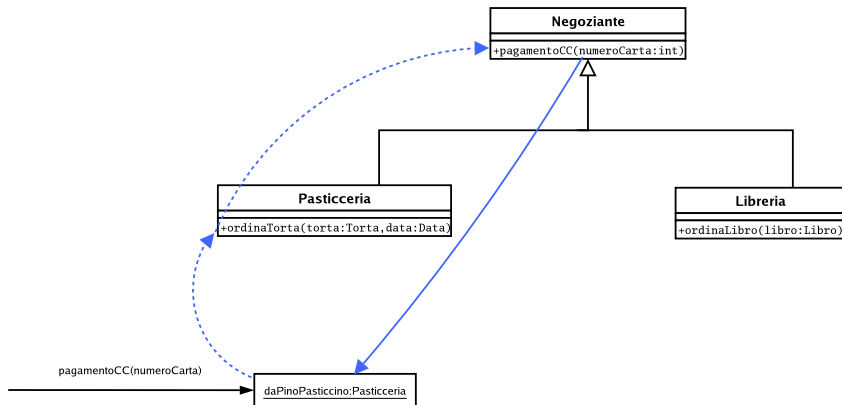 Negoziante
+pagamentoCC(numeroCarta:int)
Pasticceria
+ordinaTorta(torta:Torta,data:Data)
Libreria
+ordinaLibro(libro:Libro)
pagamentoCC(numeroCarta)
daPinoPasticcino:Pasticceria